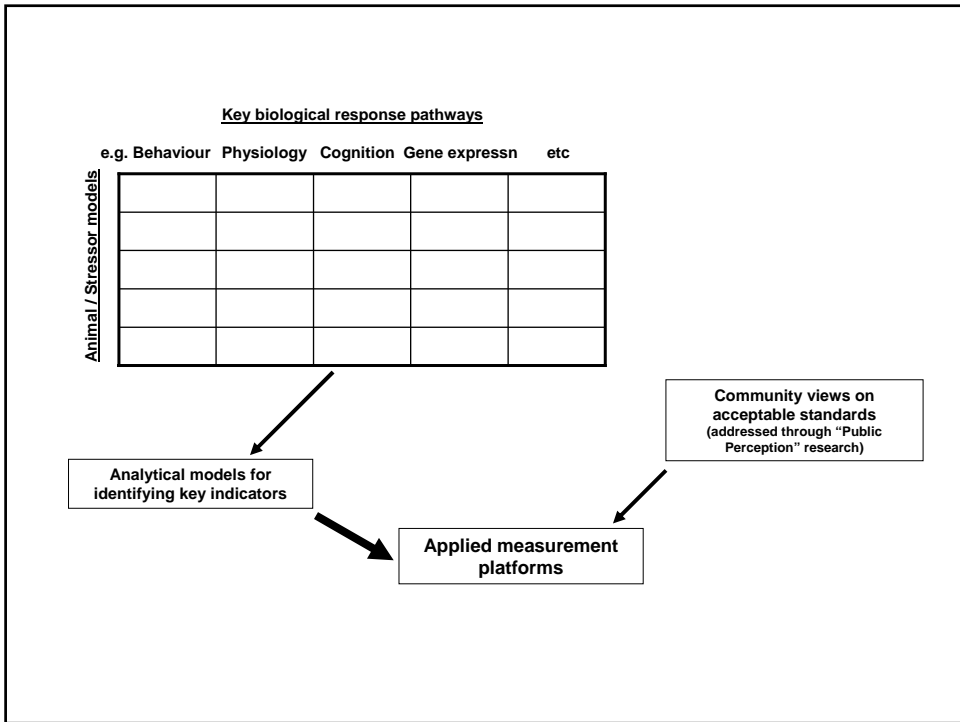 Key biological response pathways
e.g. Behaviour Physiology Cognition Gene expressn etc
Animal / Stressor models
Community views on
acceptable standards
(addressed through “Public
Perception” research)
Analytical models for
identifying key indicators
Applied measurement
platforms